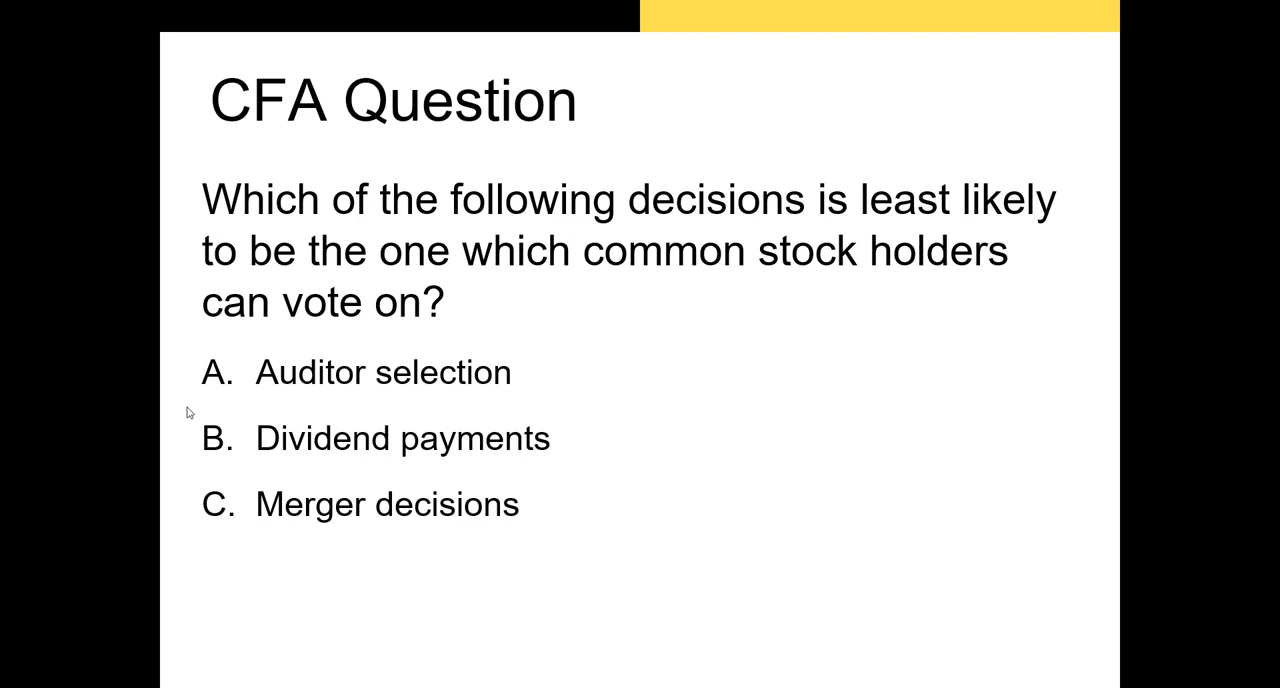 CFA Question
Which of the following decisions is least likely
to be the one which common stock holders
can vote on?
A. Auditor selection
B. Dividend payments
C. Merger decisions